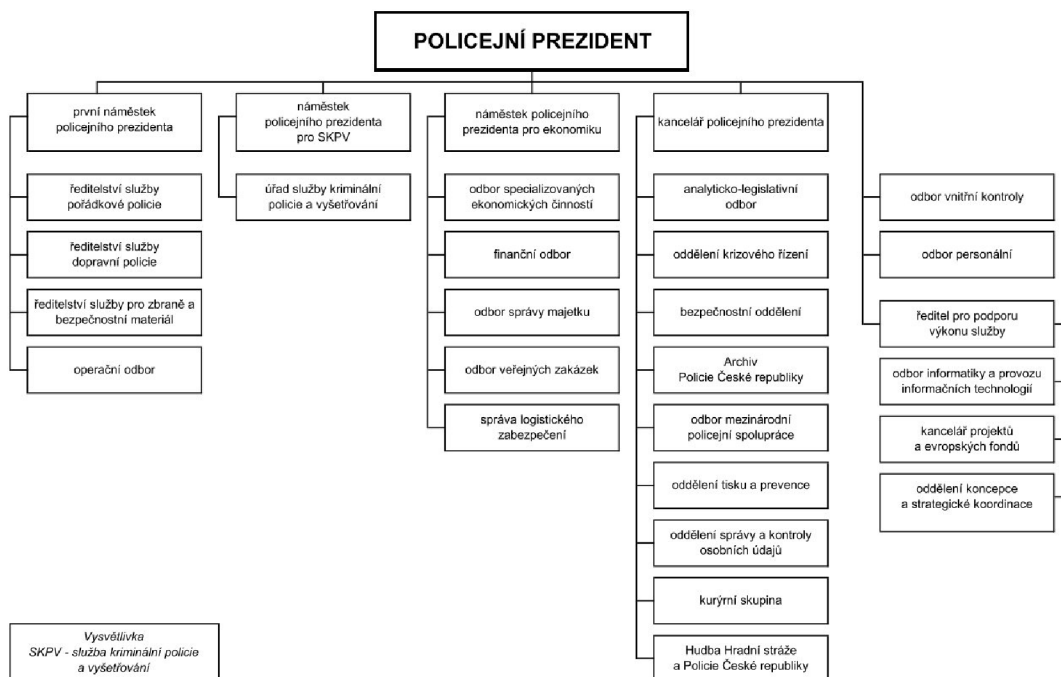 POLICEJNÍ PREZIDENT
první náměstek
policejního prezidenta
ředitelství služby
pořádkové policie
ředitelství služby
dopravní policie
ředitelství služby pro zbraně a
bezpečnostní materiál
operační odbor
náměstek
policejního prezidenta
pro SKPV
úřad služby kriminální
policie a vyšetřování
náměstek policejního
prezidenta pro ekonomiku
odbor specializovaných
ekonomických činností
finanční odbor
odbor správy majetku
odbor veřejných zakázek
správa logistického
zabezpečení
kancelář policejního prezidenta
analyticko-legislativní
odbor
oddělení krizového řízení
bezpečnostní oddělení
Archiv
Policie České republiky
odbor mezinárodní
policejní spolupráce
oddělení tisku a prevence
oddělení správy a kontroly
osobních údajů
kurýrní skupina
Hudba Hradní stráže
a Policie České republiky
odbor vnitřní kontroly
odbor personální
ředitel pro podporu
výkonu služby
odbor informatiky a provozu
informačních technologií
kancelář projektů
a evropských fondů
oddělení koncepce
a strategické koordinace
Vysvětlivka
SKPV - služba kriminální policie
a vyšetřování